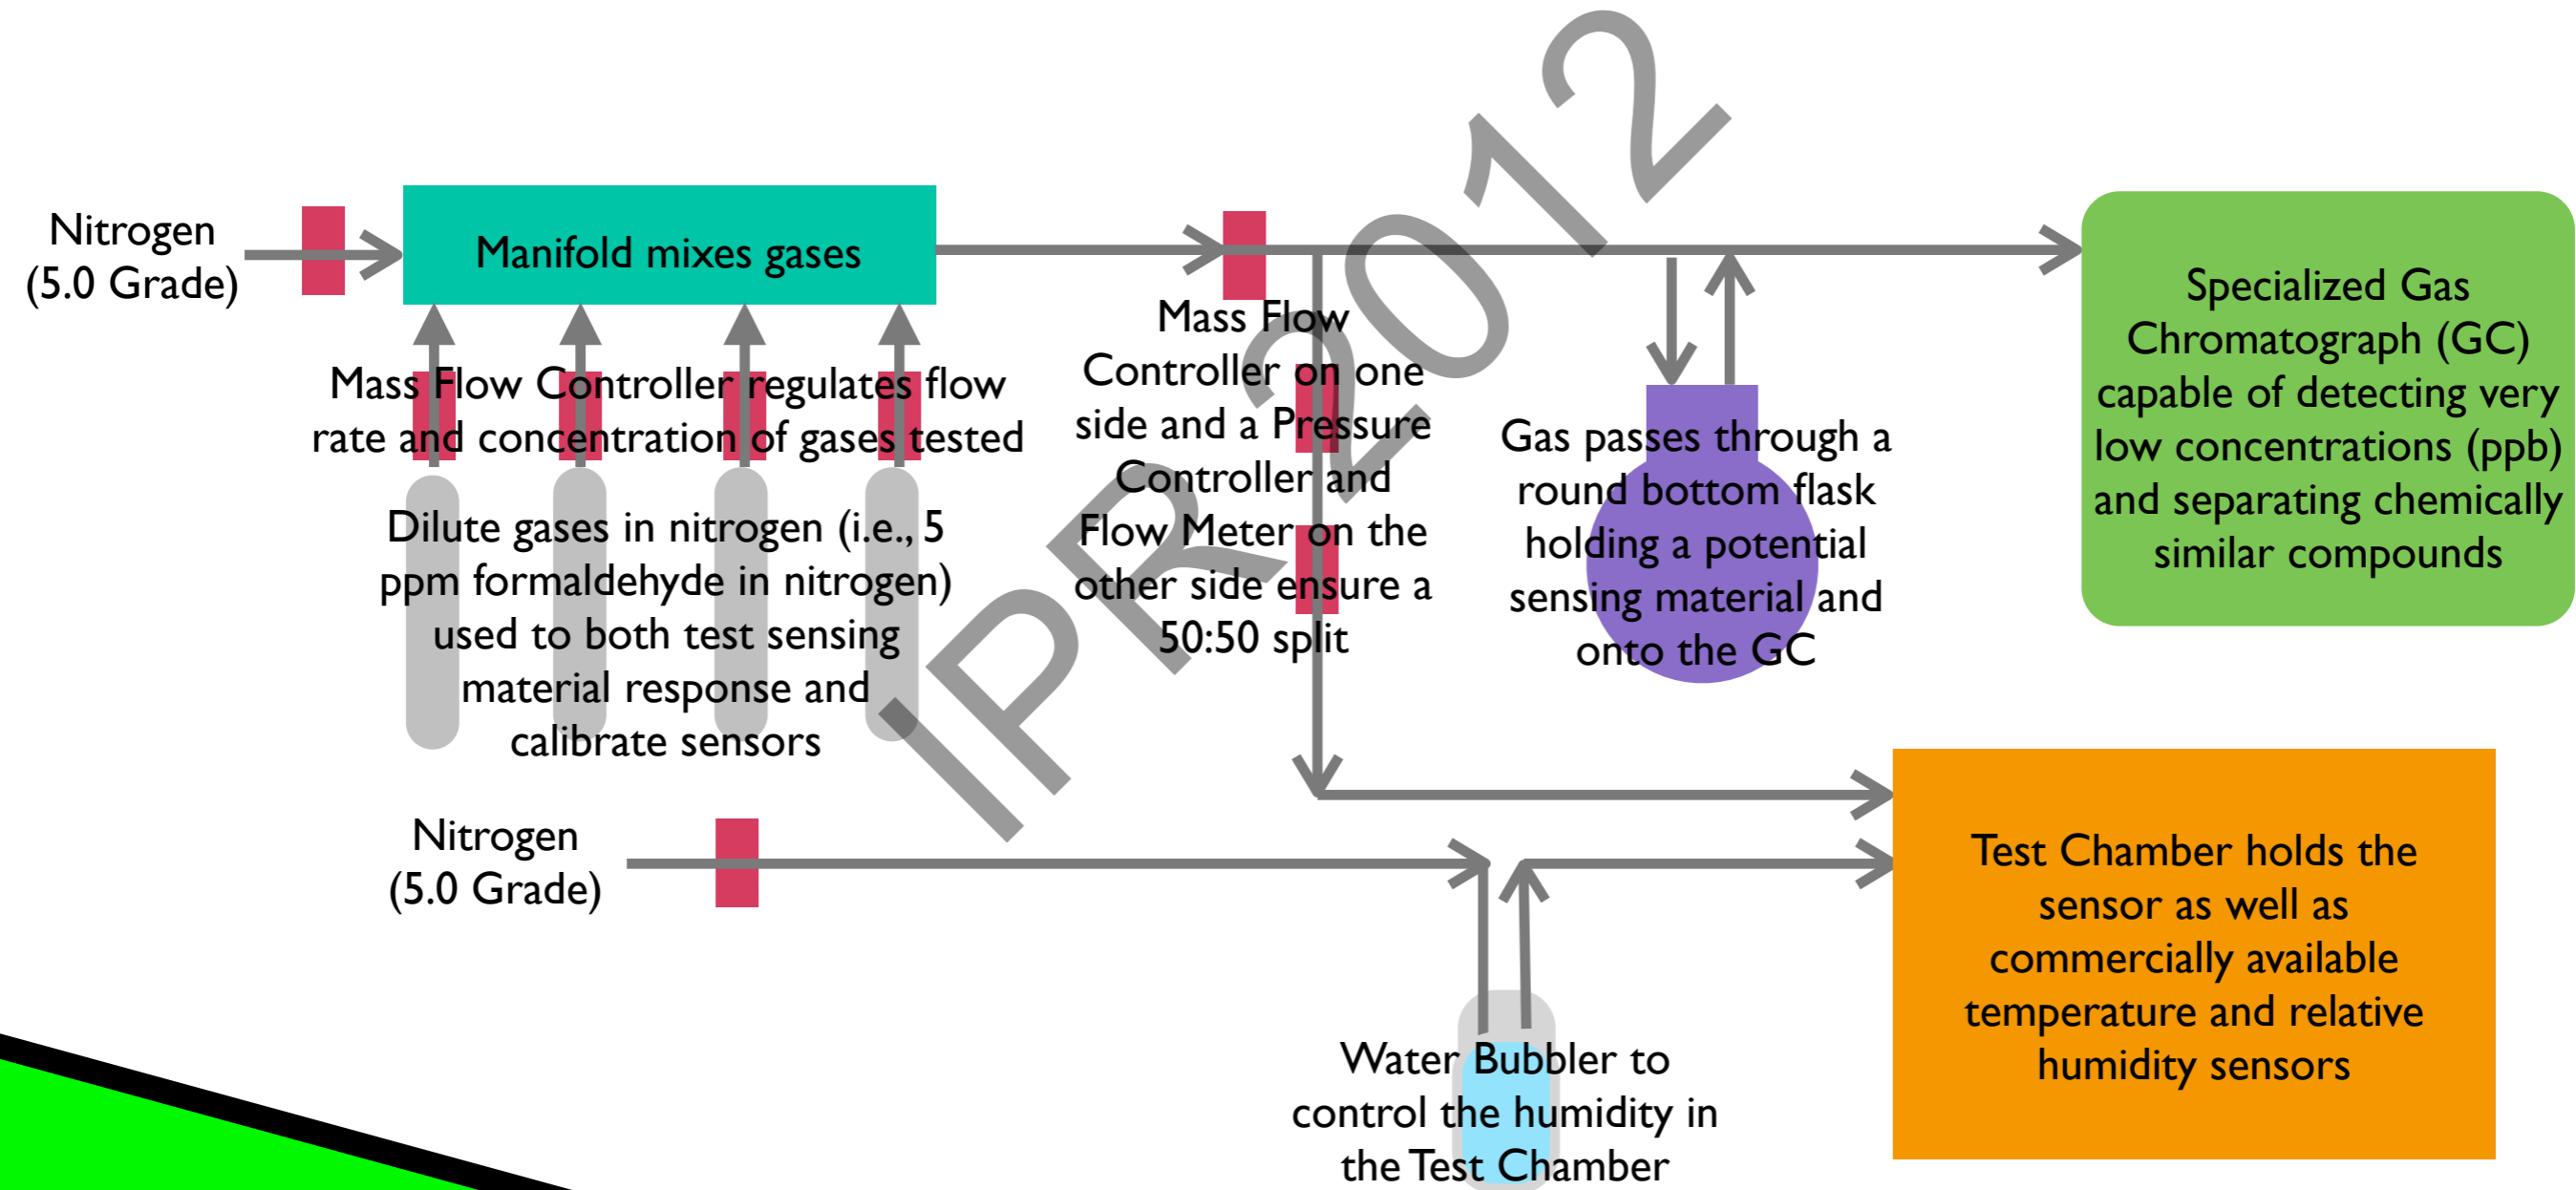 Nitrogen
(5.0 Grade)
Manifold mixes gases
Mass Flow Controller regulates flow
rate and concentration of gases tested
Dilute gases in nitrogen (i.e., 5
ppm formaldehyde in nitrogen)
used to both test sensing
material response and
calibrate sensors
Mass Flow
Controller on one
side and a Pressure
Controller and
Flow Meter on the
other side ensure a
50:50 split
Gas passes through a
round bottom flask
holding a potential
sensing material and
onto the GC
Specialized Gas
Chromatograph (GC)
capable of detecting very
low concentrations (ppb)
and separating chemically
similar compounds
IPR 2012
Nitrogen
(5.0 Grade)
Water Bubbler to
control the humidity in
the Test Chamber
Test Chamber holds the
sensor as well as
commercially available
temperature and relative
humidity sensors